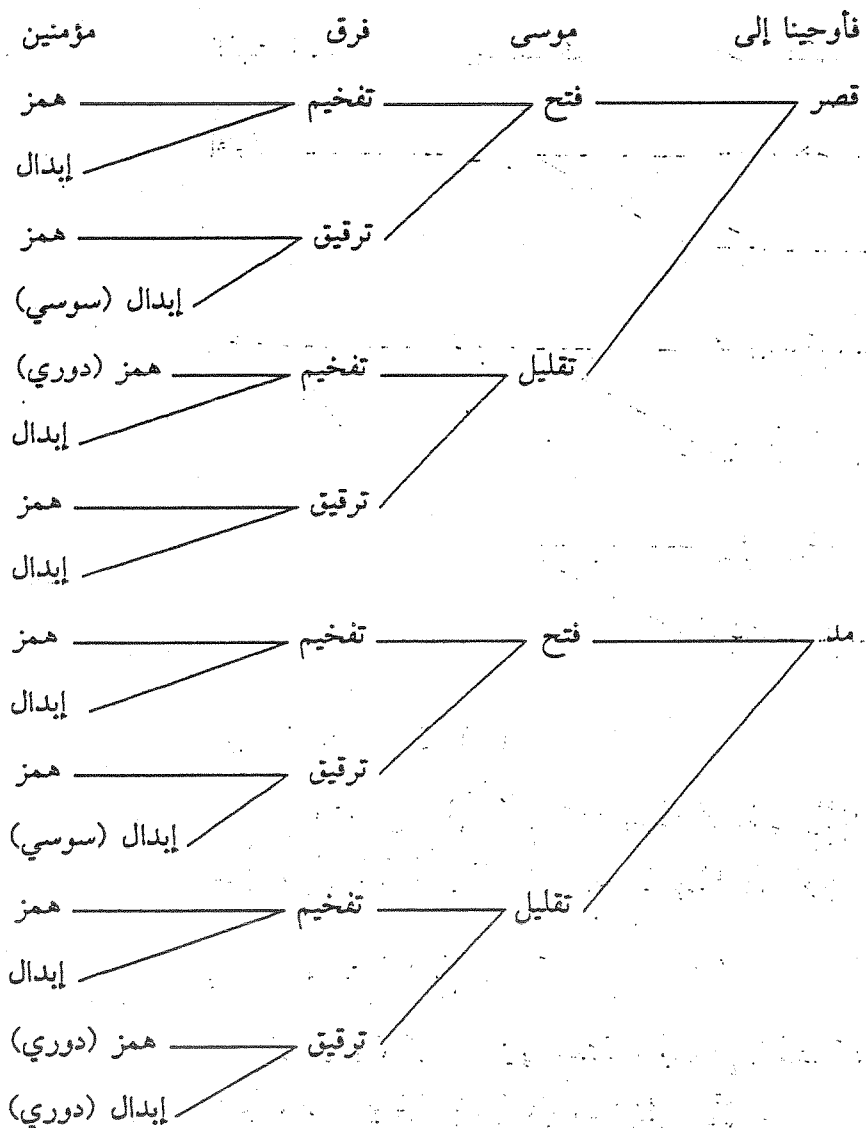 فأوحينا إلى موسى فرق مؤمنين
قصر فتح تفخيم همز
إبدال
ترقيق همز
إبدال (سوسي)
تقليل تفخيم همز (دوري)
إبدال
ترقيق همز
إبدال
مد فتح تفخيم همز
إبدال
ترقيق همز
إبدال (سوسي)
تقليل تفخيم همز
إبدال
ترقيق همز (دوري)
إبدال (دوري)